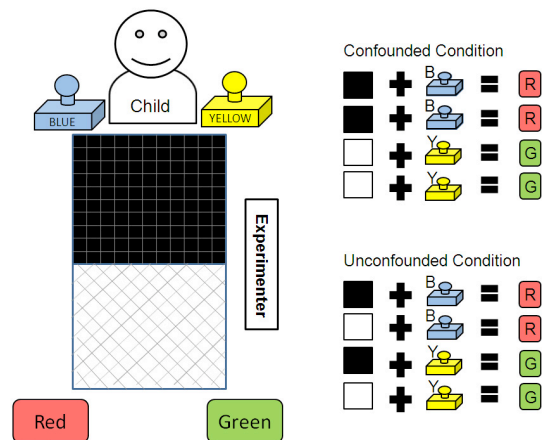 Child
BLUE
YELLOW
Experimenter
Red
Green
Confounded Condition
B R
B R
Y G
Y G
Unconfounded Condition
B R
B R
Y G
Y G